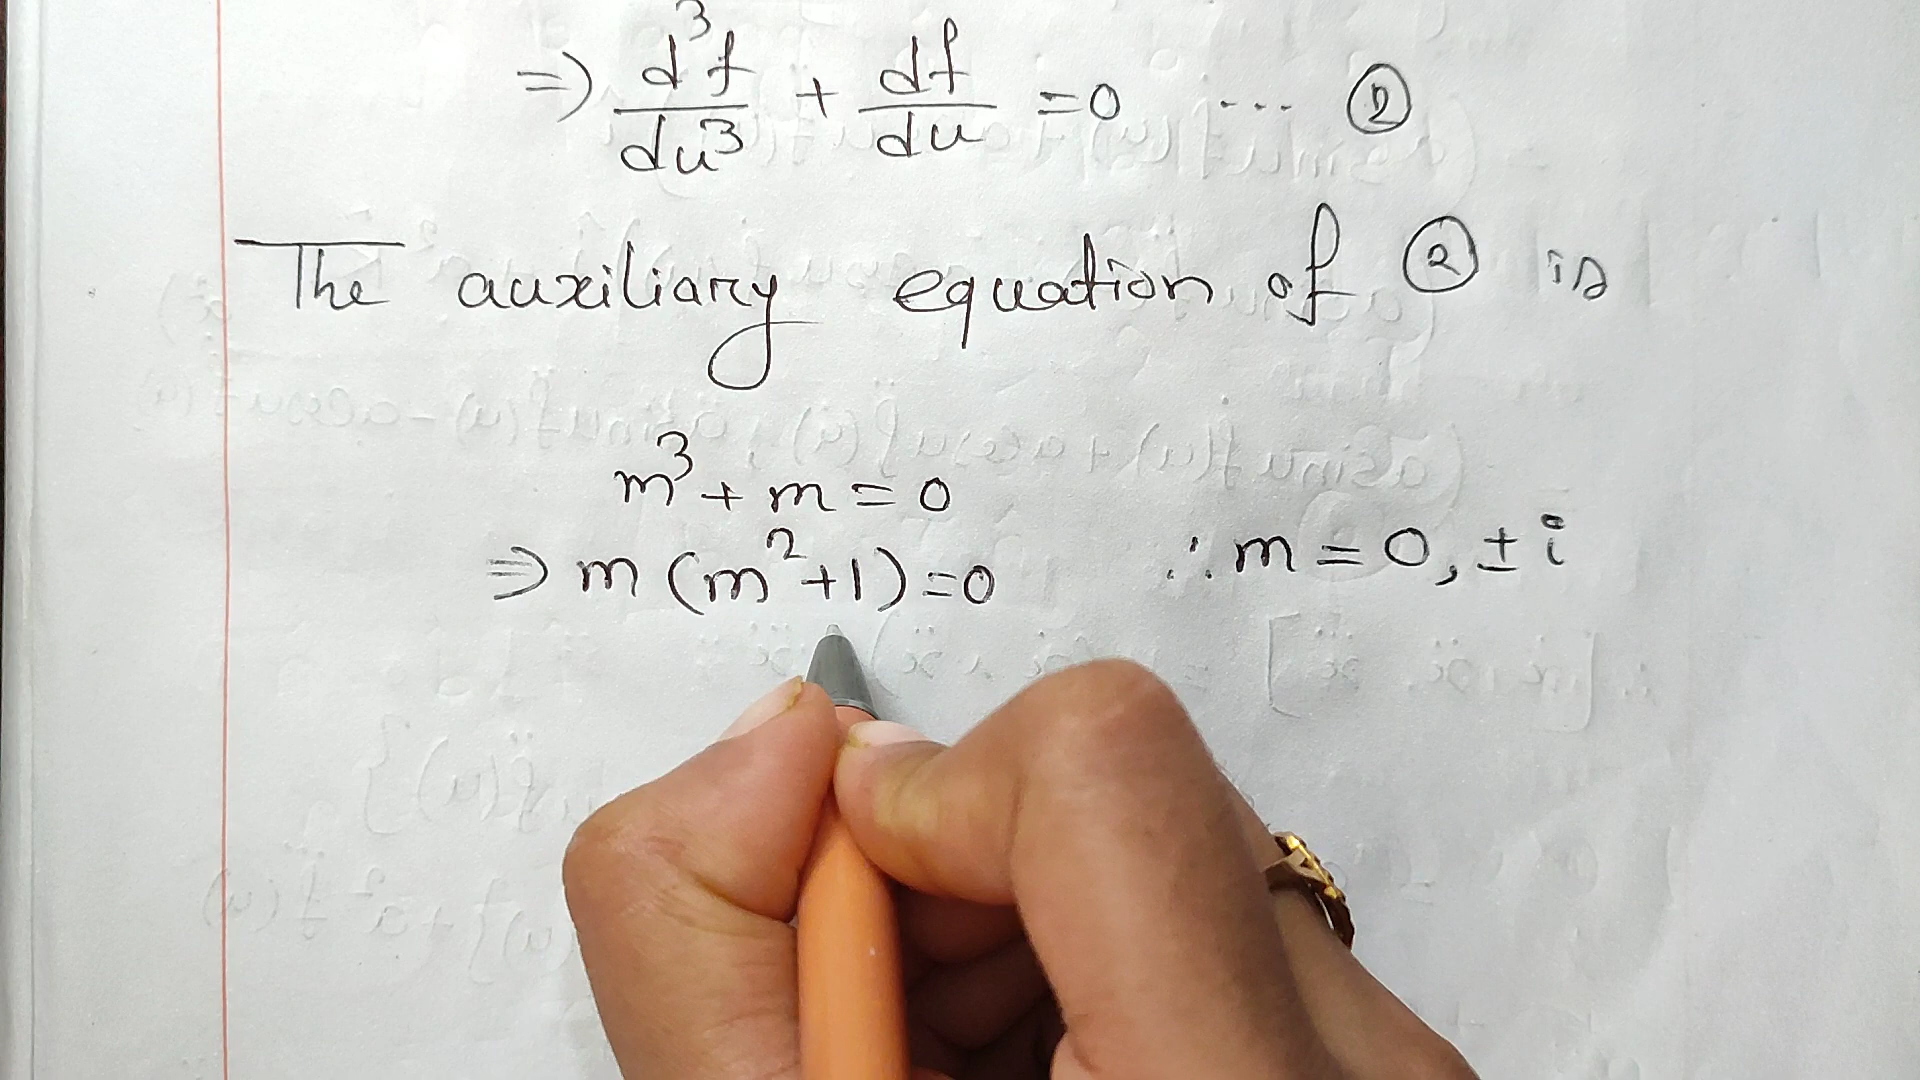 ⇒ d³f/du³ + df/du = 0 ... ②
The auxiliary equation of ② is
m³ + m = 0
⇒ m (m² + 1) = 0 ∴ m = 0, ± i